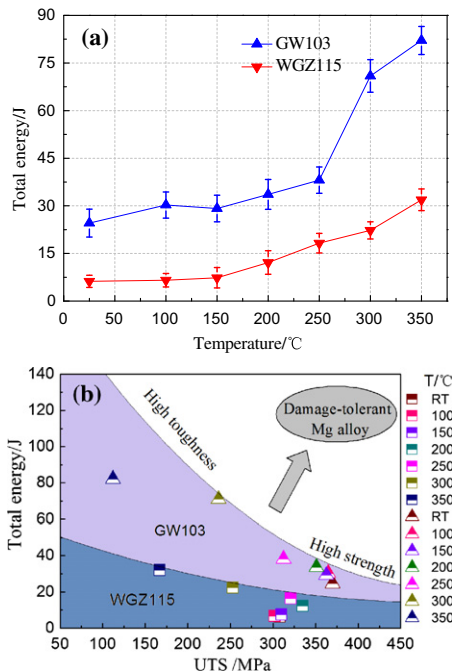 (a)
GW103
WGZ115
Total energy/J
90
75
60
45
30
15
0
0 50 100 150 200 250 300 350
Temperature/℃
(b)
High toughness
Damage-tolerant
Mg alloy
High strength
GW103
WGZ115
Total energy/J
140
120
100
80
60
40
20
0
50 100 150 200 250 300 350 400 450
UTS /MPa
T/℃
RT
100
150
200
250
300
350
RT
100
150
200
250
300
350